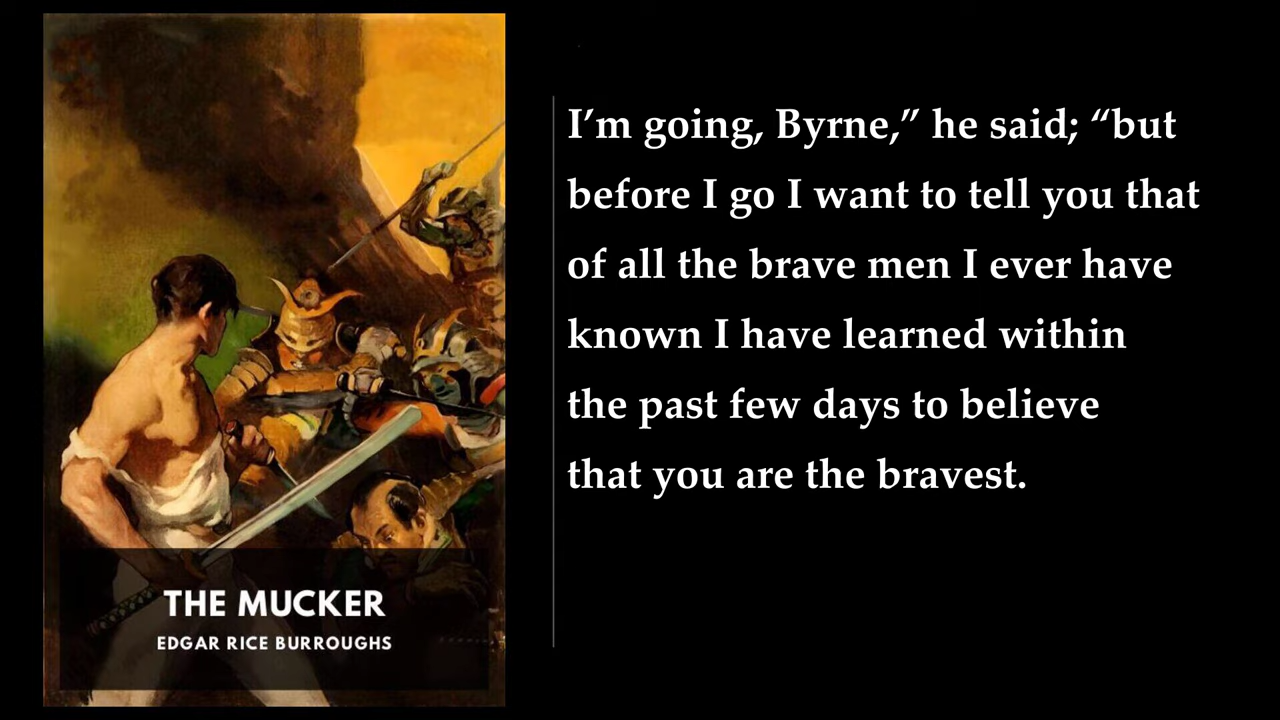 THE MUCKER
EDGAR RICE BURROUGHS
I’m going, Byrne,” he said; “but
before I go I want to tell you that
of all the brave men I ever have
known I have learned within
the past few days to believe
that you are the bravest.